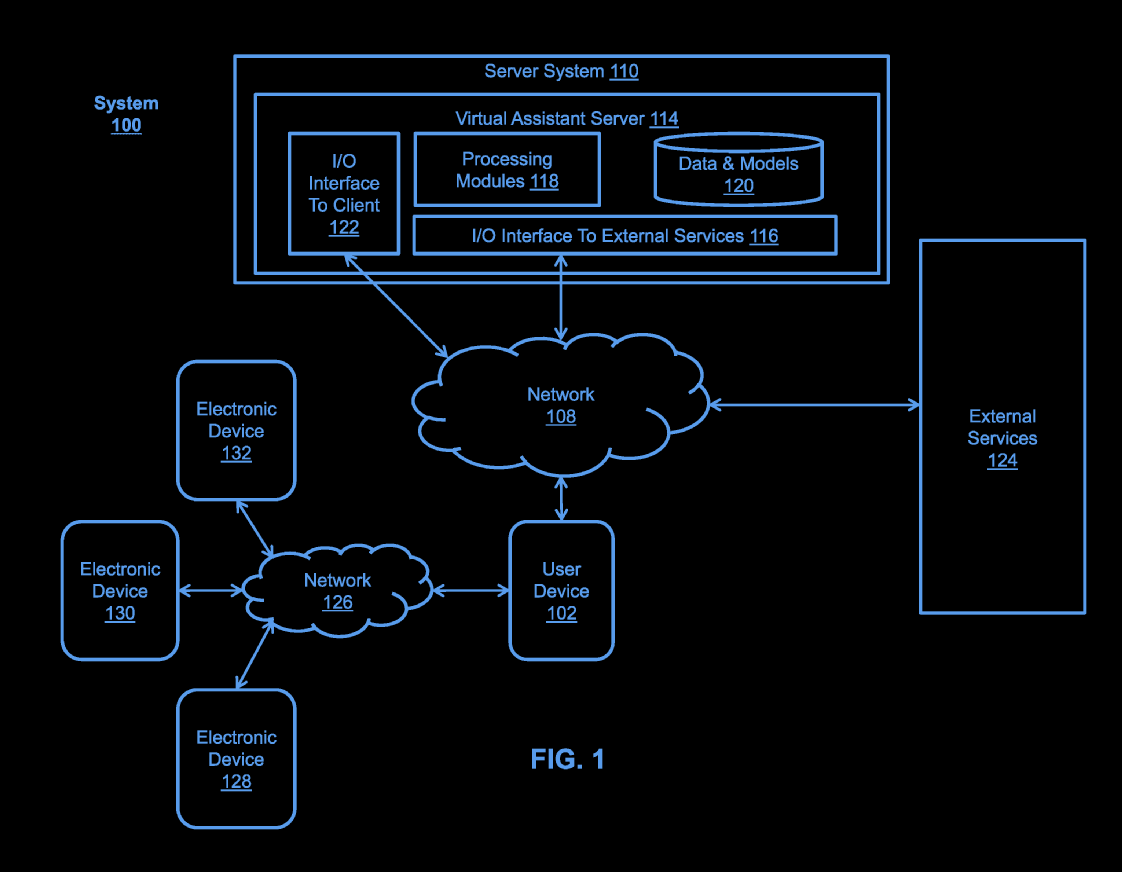 System
100
Server System 110
Virtual Assistant Server 114
I/O
Interface
To Client
122
Processing
Modules 118
Data & Models
120
I/O Interface To External Services 116
Network
108
External
Services
124
Electronic
Device
132
Electronic
Device
130
Network
126
User
Device
102
Electronic
Device
128
FIG. 1